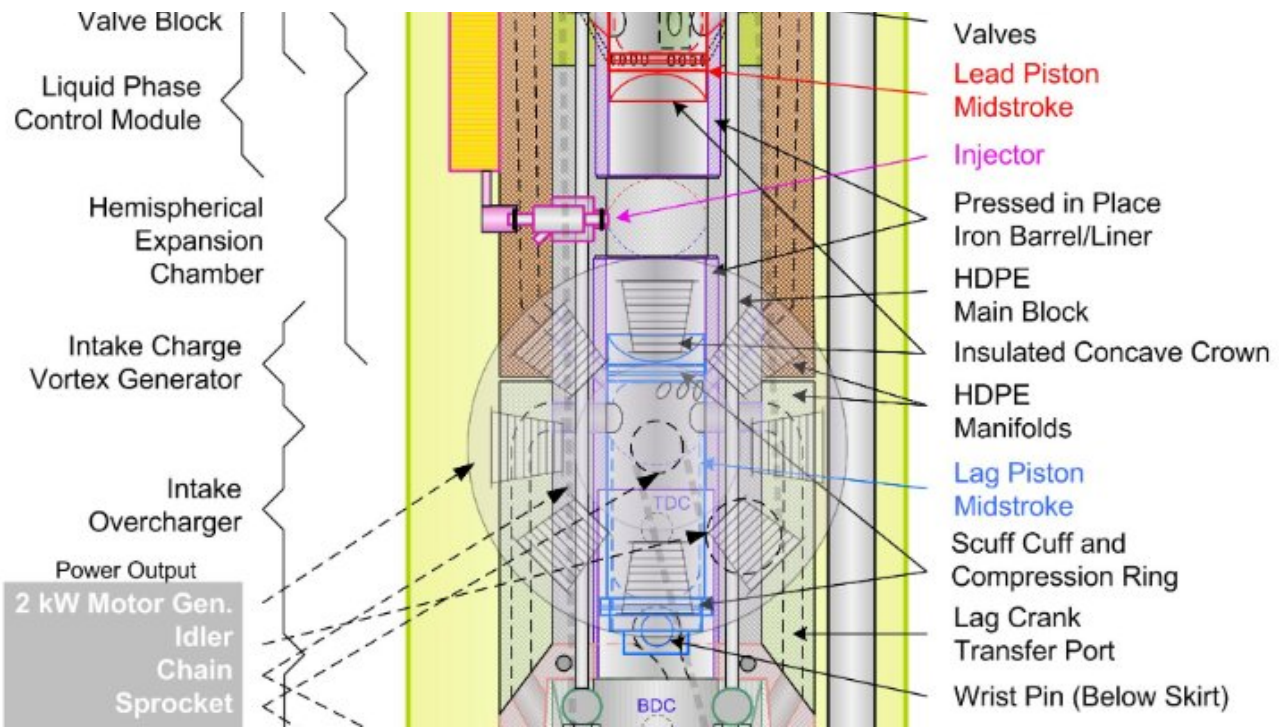 Valve Block
Liquid Phase
Control Module
Hemispherical
Expansion
Chamber
Intake Charge
Vortex Generator
Intake
Overcharger
Power Output
2 kW Motor Gen.
Idler
Chain
Sprocket
TDC
BDC
Valves
Lead Piston
Midstroke
Injector
Pressed in Place
Iron Barrel/Liner
HDPE
Main Block
Insulated Concave Crown
HDPE
Manifolds
Lag Piston
Midstroke
Scuff Cuff and
Compression Ring
Lag Crank
Transfer Port
Wrist Pin (Below Skirt)